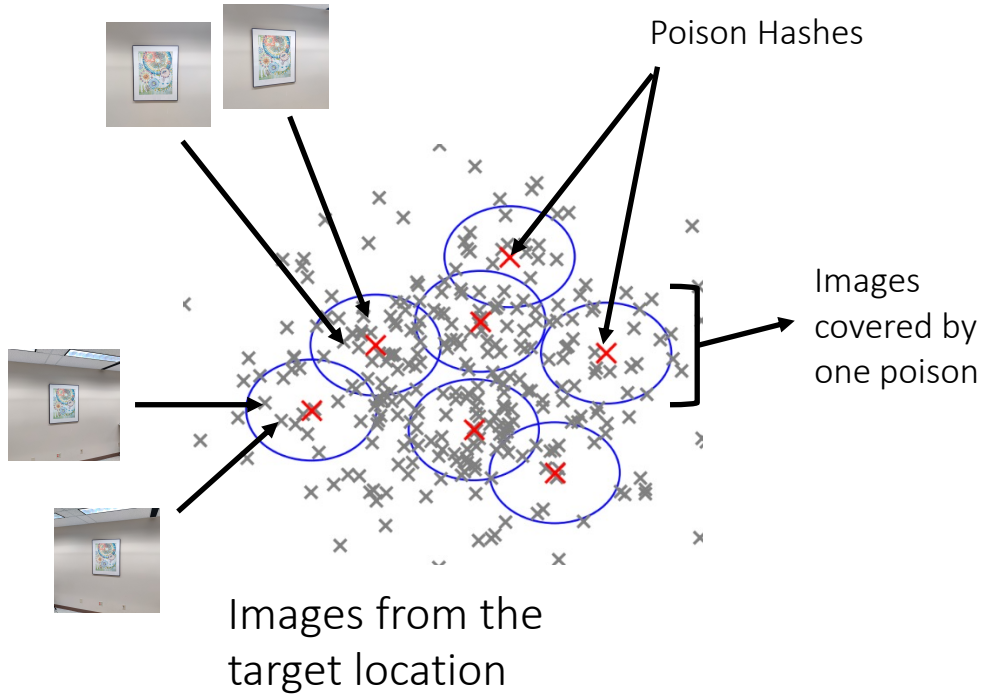 Poison Hashes
Images
covered by
one poison
Images from the
target location